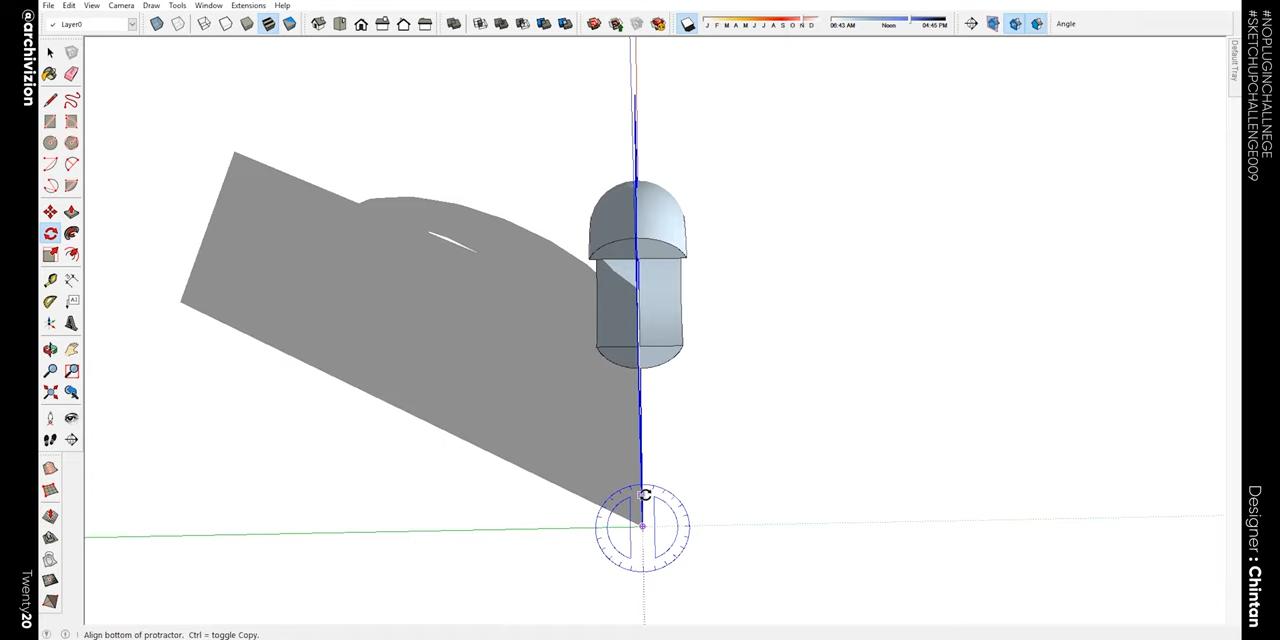 File Edit View Camera Draw Tools Window Extensions Help
Layer0
J F M A M J J A S O N D
06:43 AM Noon 04:45 PM
Angle
@archivizion
Twenty20
#NOPLUGINCHALLNEGE
#SKETCHUPCHALLENGE009
Default Tray
Designer : Chintan
Align bottom of protractor. Ctrl = toggle Copy.